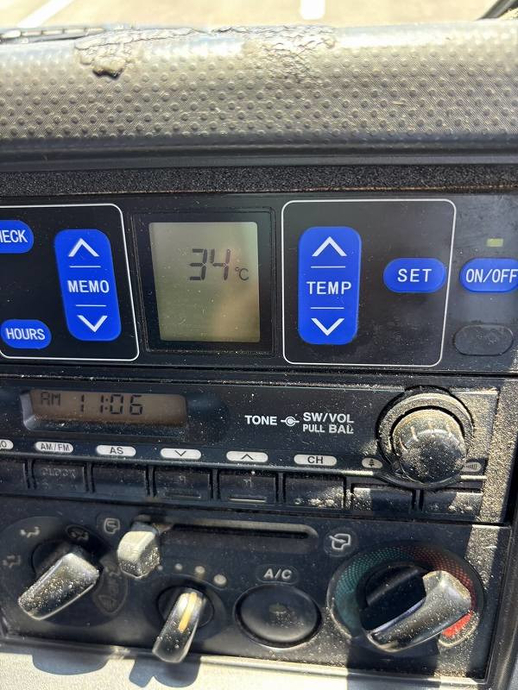 HECK
MEMO
HOURS
34°C
TEMP
SET
ON/OFF
AM 11:06
TONE
SW/VOL
PULL BAL
AM/FM
AS
CH
A/C